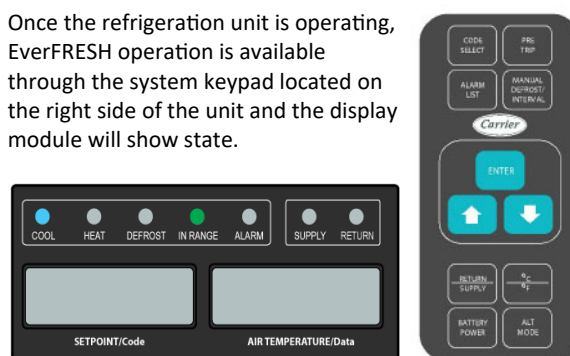 Once the refrigeration unit is operating,
EverFRESH operation is available
through the system keypad located on
the right side of the unit and the display
module will show state.
COOL HEAT DEFROST IN RANGE ALARM SUPPLY RETURN
SETPOINT/Code AIR TEMPERATURE/Data
CODE
SELECT
PRE
TRIP
ALARM
LIST
MANUAL
DEFROST/
INTERVAL
Carrier
ENTER
RETURN
SUPPLY
°C
°F
BATTERY
POWER
ALT
MODE